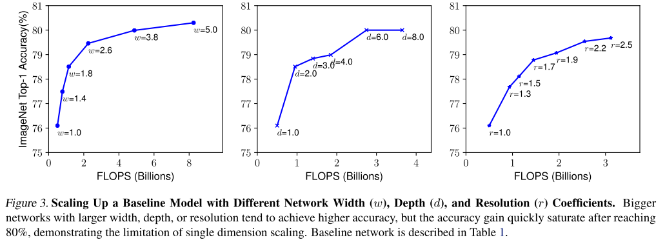 ImageNet Top-1 Accuracy(%)
81
80
79
78
77
76
75
w=1.0
w=1.4
w=1.8
w=2.6
w=3.8
w=5.0
0 2 4 6 8
FLOPS (Billions)
81
80
79
78
77
76
75
d=1.0
d=2.0
d=3.0
d=4.0
d=6.0
d=8.0
0 1 2 3 4
FLOPS (Billions)
81
80
79
78
77
76
75
r=1.0
r=1.3
r=1.5
r=1.7
r=1.9
r=2.2
r=2.5
0 1 2 3
FLOPS (Billions)
Figure 3. Scaling Up a Baseline Model with Different Network Width (w), Depth (d), and Resolution (r) Coefficients. Bigger
networks with larger width, depth, or resolution tend to achieve higher accuracy, but the accuracy gain quickly saturate after reaching
80%, demonstrating the limitation of single dimension scaling. Baseline network is described in Table 1.